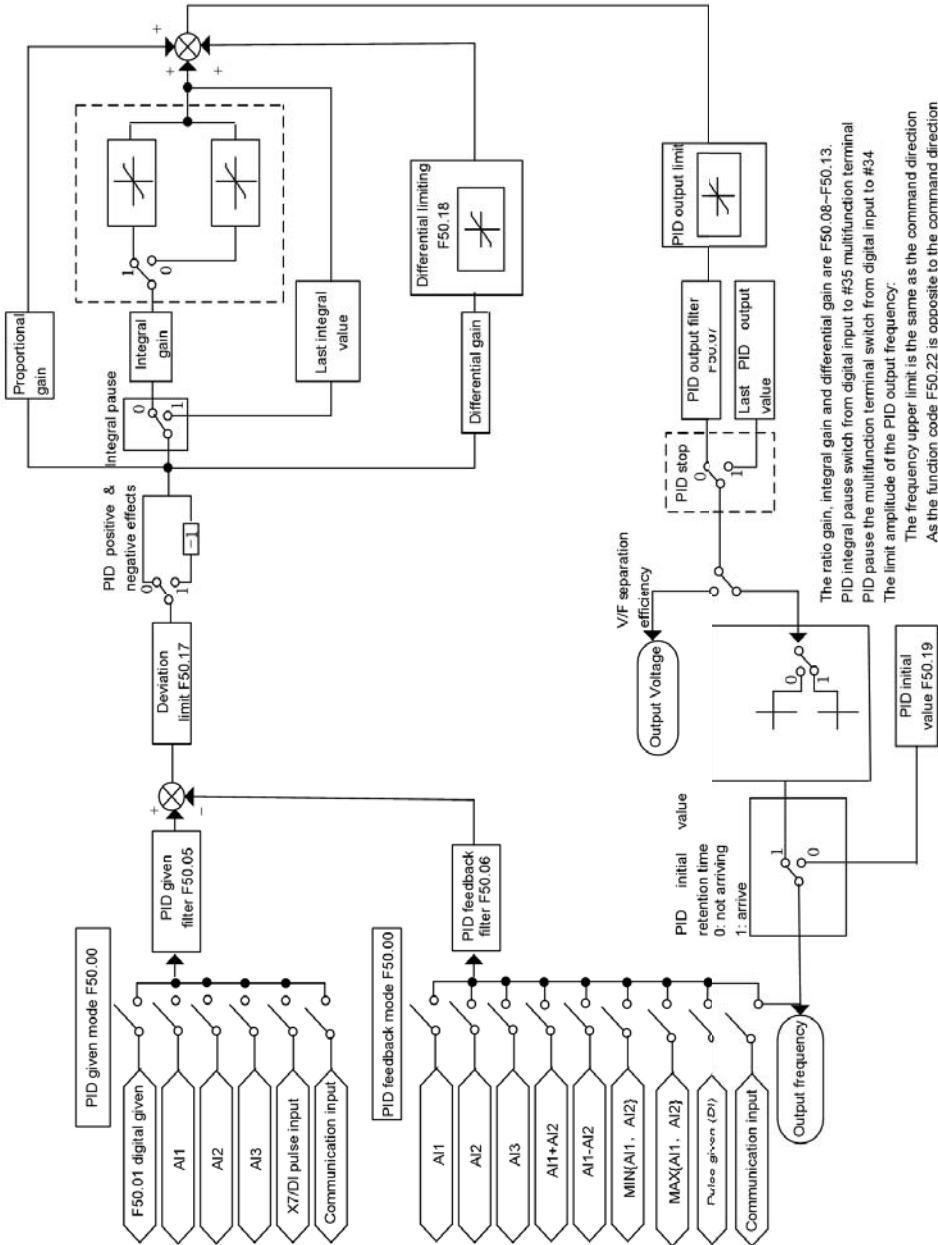 PID given mode F50.00
F50.01 digital given
AI1
AI2
AI3
X7/DI pulse input
Communication input
PID given
filter F50.05
+
−
PID feedback mode F50.00
AI1
AI2
AI3
AI1+AI2
AI1-AI2
MIN{AI1, AI2}
MAX{AI1, AI2}
Pulse given (DI)
Communication input
PID feedback
filter F50.06
Deviation
limit F50.17
PID positive &
negative effects
0
1
−1
Proportional
gain
Integral pause
0
1
Integral
gain
1
0
Last integral
value
Differential gain
Differential limiting
F50.18
+
+
+
PID output limit
PID output filter
F50.07
Last PID output
value
PID stop
0
1
V/F separation
efficiency
Output Voltage
0
1
PID initial value
retention time
0: not arriving
1: arrive
1
0
PID initial
value F50.19
Output frequency
The ratio gain, integral gain and differential gain are F50.08~F50.13.
PID integral pause switch from digital input to #35 multifunction terminal
PID pause the multifunction terminal switch from digital input to #34
The limit amplitude of the PID output frequency:
The frequency upper limit is the same as the command direction
As the function code F50.22 is opposite to the command direction